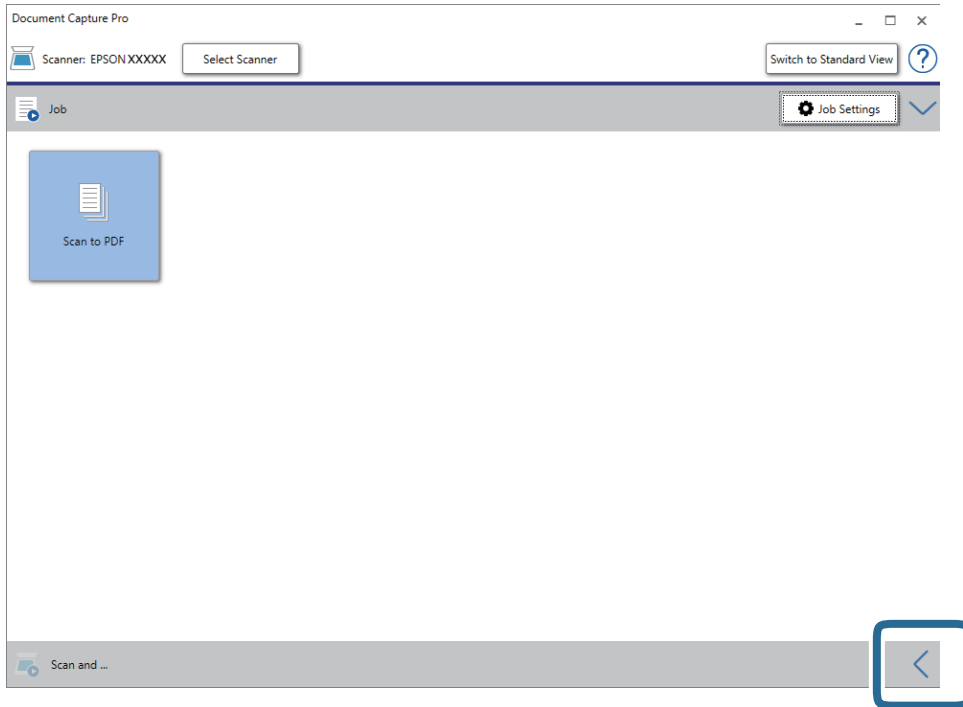 Document Capture Pro
Scanner: EPSON XXXXX
Select Scanner
Switch to Standard View
?
Job
Job Settings
Scan to PDF
Scan and ...